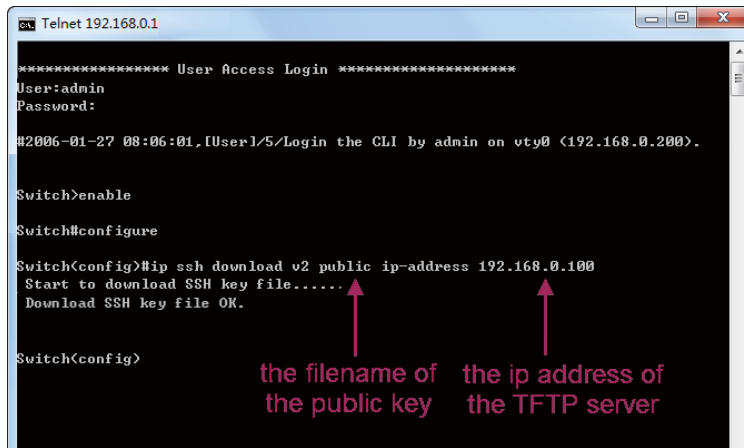 Telnet 192.168.0.1
***************** User Access Login ********************
User:admin
Password:
#2006-01-27 08:06:01,[User]/5/Login the CLI by admin on vty0 (192.168.0.200).
Switch>enable
Switch#configure
Switch(config)#ip ssh download v2 public ip-address 192.168.0.100
Start to download SSH key file......
Download SSH key file OK.
Switch(config)
the filename of the public key
the ip address of the TFTP server